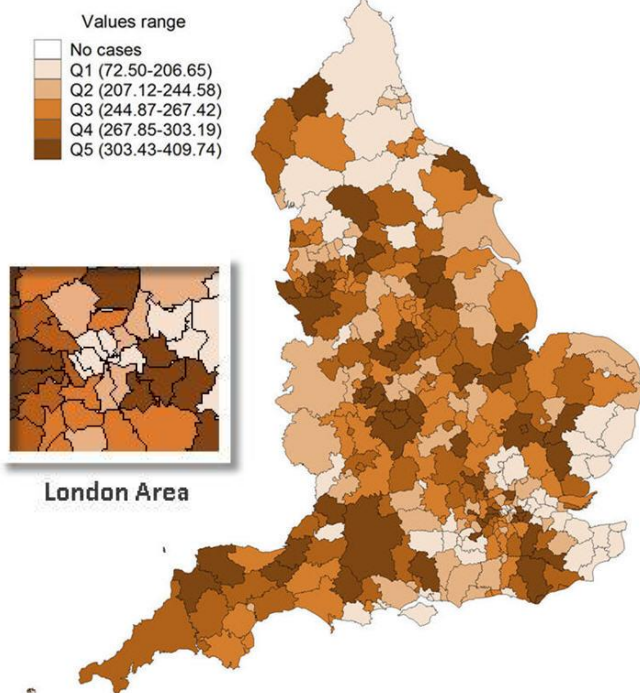 Values range
No cases
Q1 (72.50-206.65)
Q2 (207.12-244.58)
Q3 (244.87-267.42)
Q4 (267.85-303.19)
Q5 (303.43-409.74)
London Area